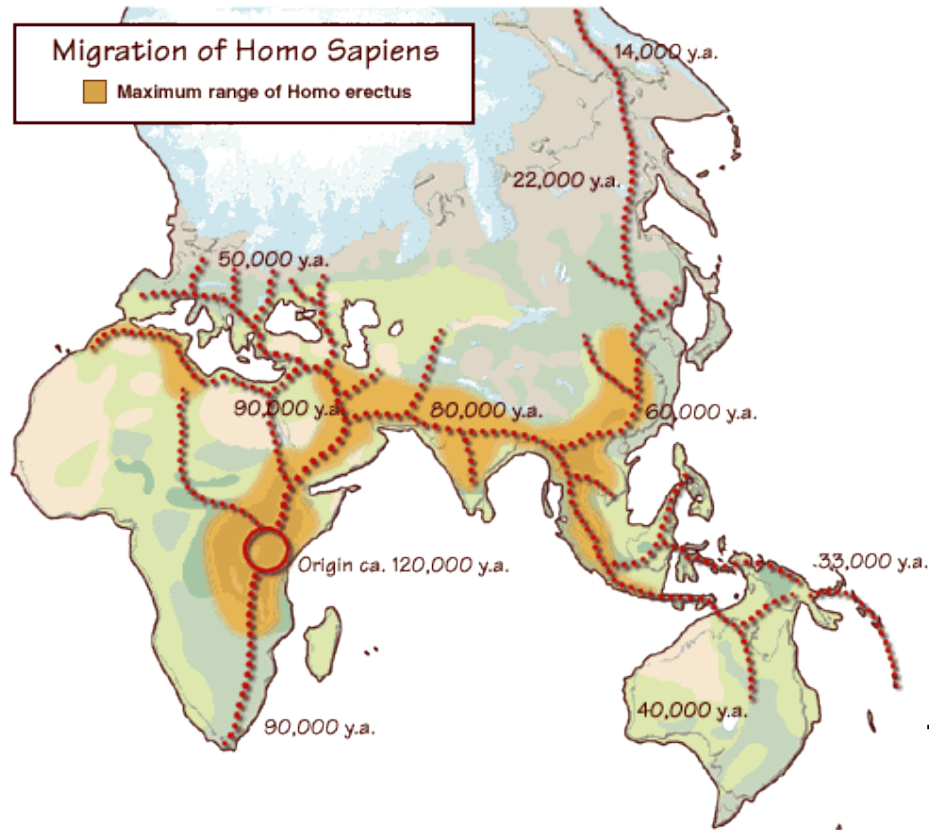 Migration of Homo Sapiens
Maximum range of Homo erectus
14,000 y.a.
22,000 y.a.
50,000 y.a.
90,000 y.a.
80,000 y.a.
60,000 y.a.
Origin ca. 120,000 y.a.
33,000 y.a.
40,000 y.a.
90,000 y.a.